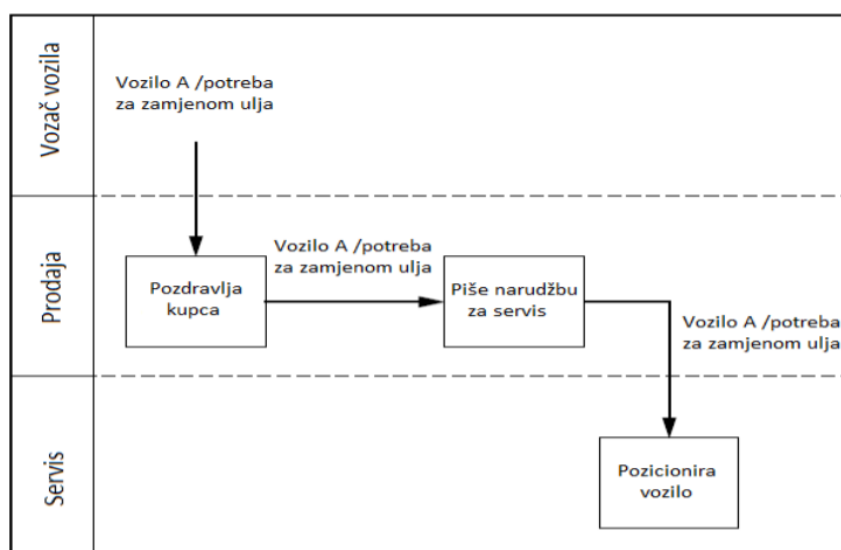 Vozač vozila
Vozilo A /potreba
za zamjenom ulja
Prodaja
Pozdravlja
kupca
Vozilo A /potreba
za zamjenom ulja
Piše narudžbu
za servis
Vozilo A /potreba
za zamjenom ulja
Servis
Pozicionira
vozilo